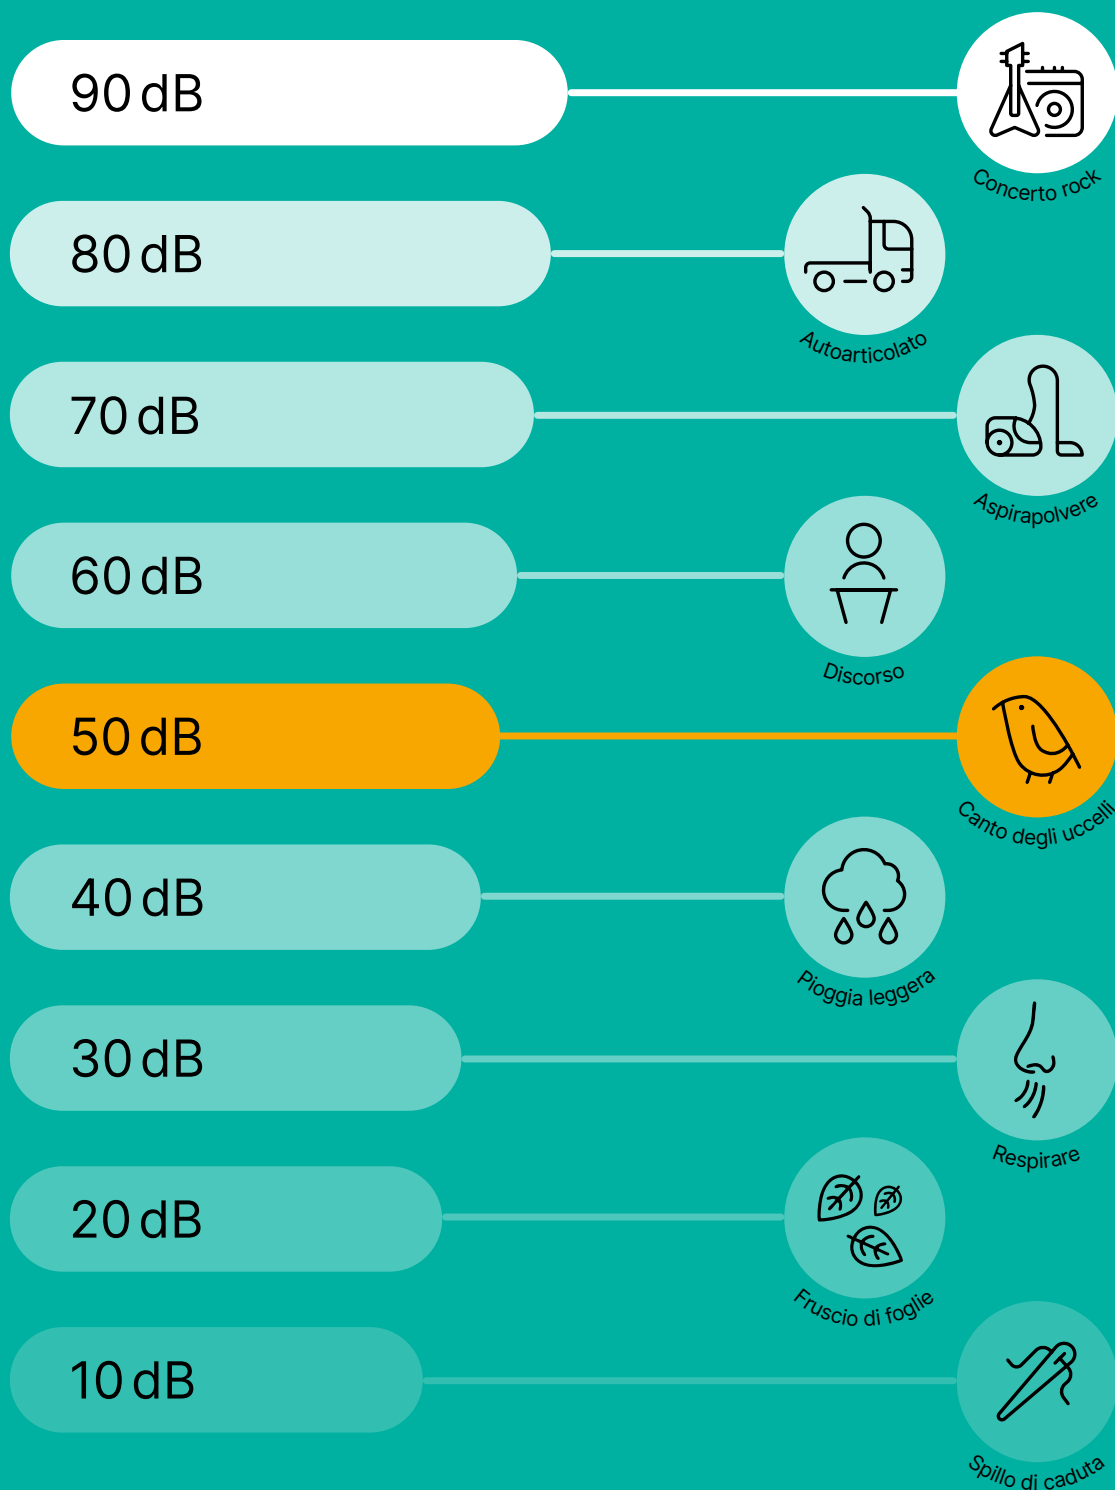 90 dB
Concerto rock
80 dB
Autoarticolato
70 dB
Aspirapolvere
60 dB
Discorso
50 dB
Canto degli uccelli
40 dB
Pioggia leggera
30 dB
Respirare
20 dB
Fruscio di foglie
10 dB
Spillo di caduta